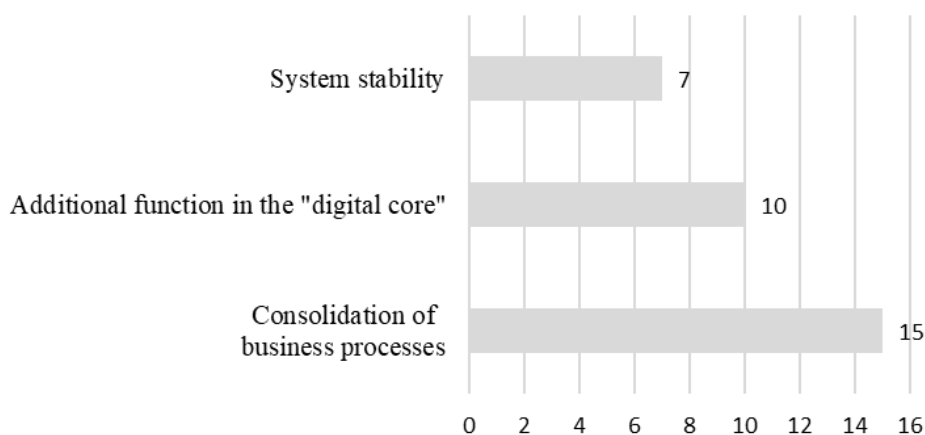 System stability
7
Additional function in the "digital core"
10
Consolidation of
business processes
15
0 2 4 6 8 10 12 14 16